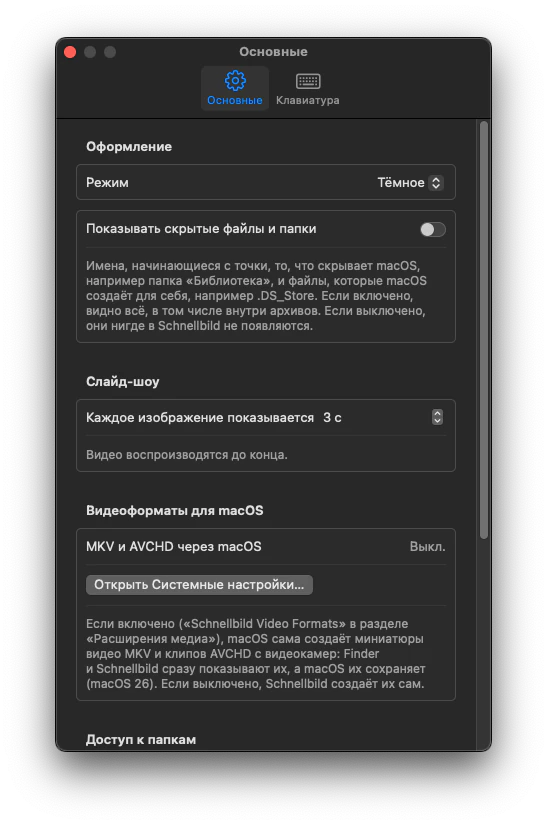 Основные
Основные
Клавиатура
Оформление
Режим
Тёмное
Показывать скрытые файлы и папки
Имена, начинающиеся с точки, то, что скрывает macOS,
например папка «Библиотека», и файлы, которые macOS
создаёт для себя, например .DS_Store. Если включено,
видно всё, в том числе внутри архивов. Если выключено,
они нигде в Schnellbild не появляются.
Слайд-шоу
Каждое изображение показывается 3 с
Видео воспроизводятся до конца.
Видеоформаты для macOS
MKV и AVCHD через macOS
Выкл.
Открыть Системные настройки...
Если включено («Schnellbild Video Formats» в разделе
«Расширения медиа»), macOS сама создаёт миниатюры
видео MKV и клипов AVCHD с видеокамер: Finder
и Schnellbild сразу показывают их, а macOS их сохраняет
(macOS 26). Если выключено, Schnellbild создаёт их сам.
Доступ к папкам